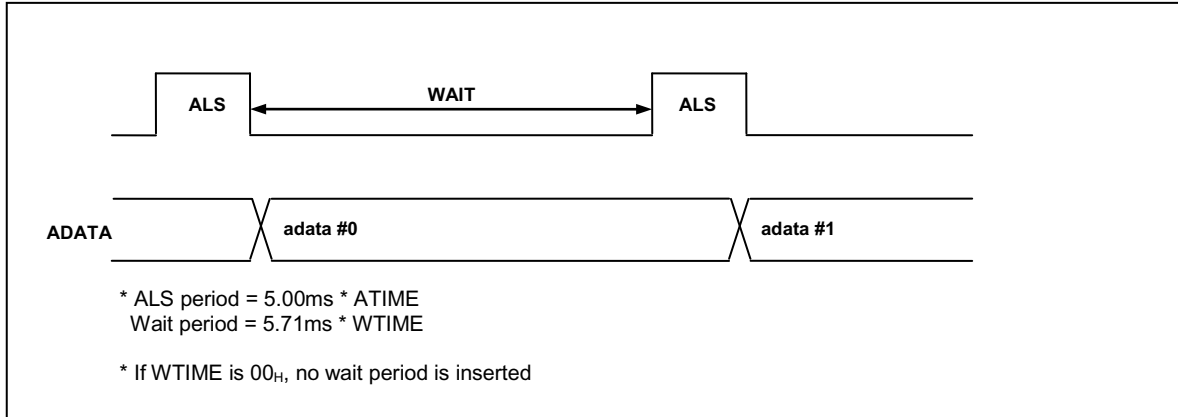 ALS WAIT ALS
ADATA adata #0 adata #1
* ALS period = 5.00ms * ATIME
Wait period = 5.71ms * WTIME
* If WTIME is 00H, no wait period is inserted